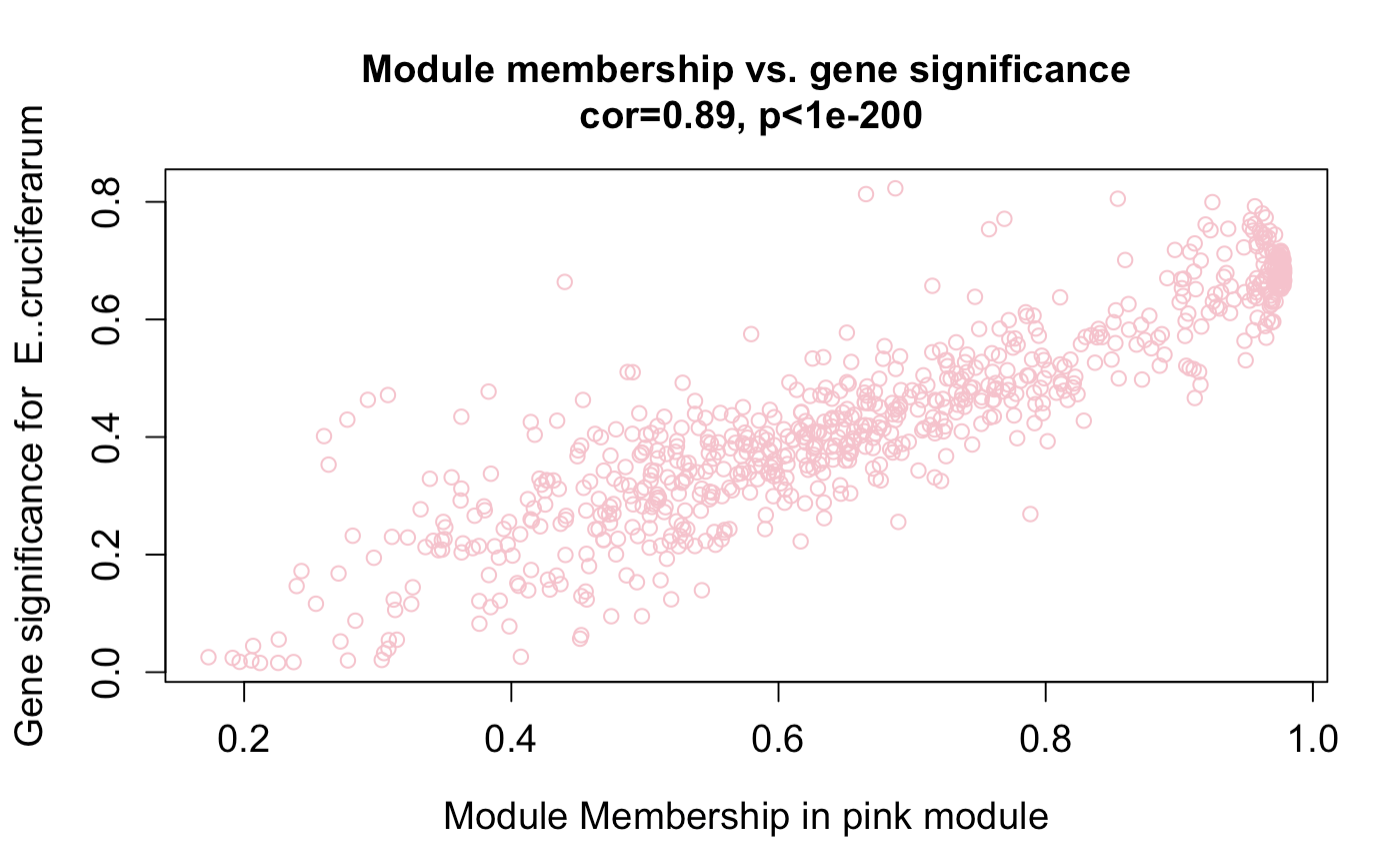 Module membership vs. gene significance
cor=0.89, p<1e-200
Gene significance for E..cruciferarum
0.8
0.6
0.4
0.2
0.0
0.2 0.4 0.6 0.8 1.0
Module Membership in pink module